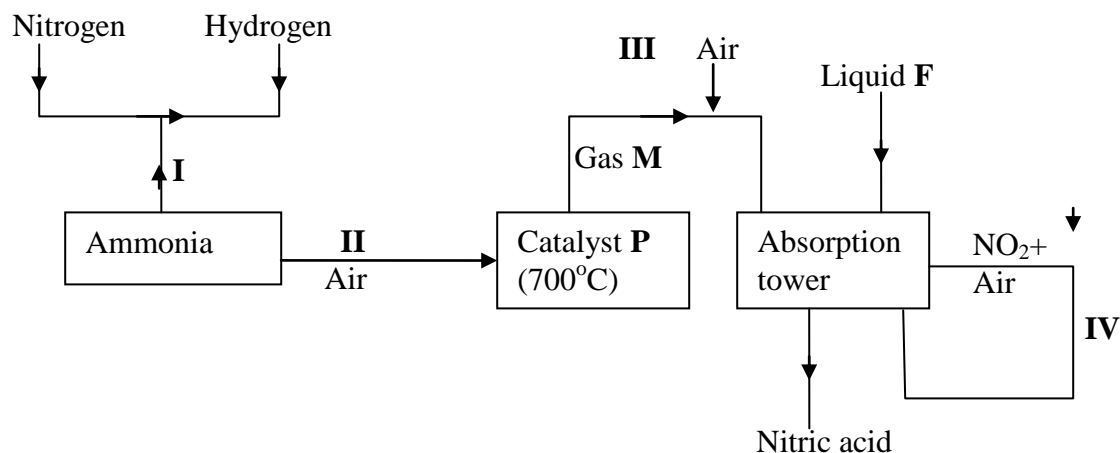 Nitrogen
Hydrogen
III
Air
Liquid F
Gas M
I
Ammonia
II
Air
Catalyst P
(700°C)
Absorption
tower
NO₂+
Air
IV
Nitric acid